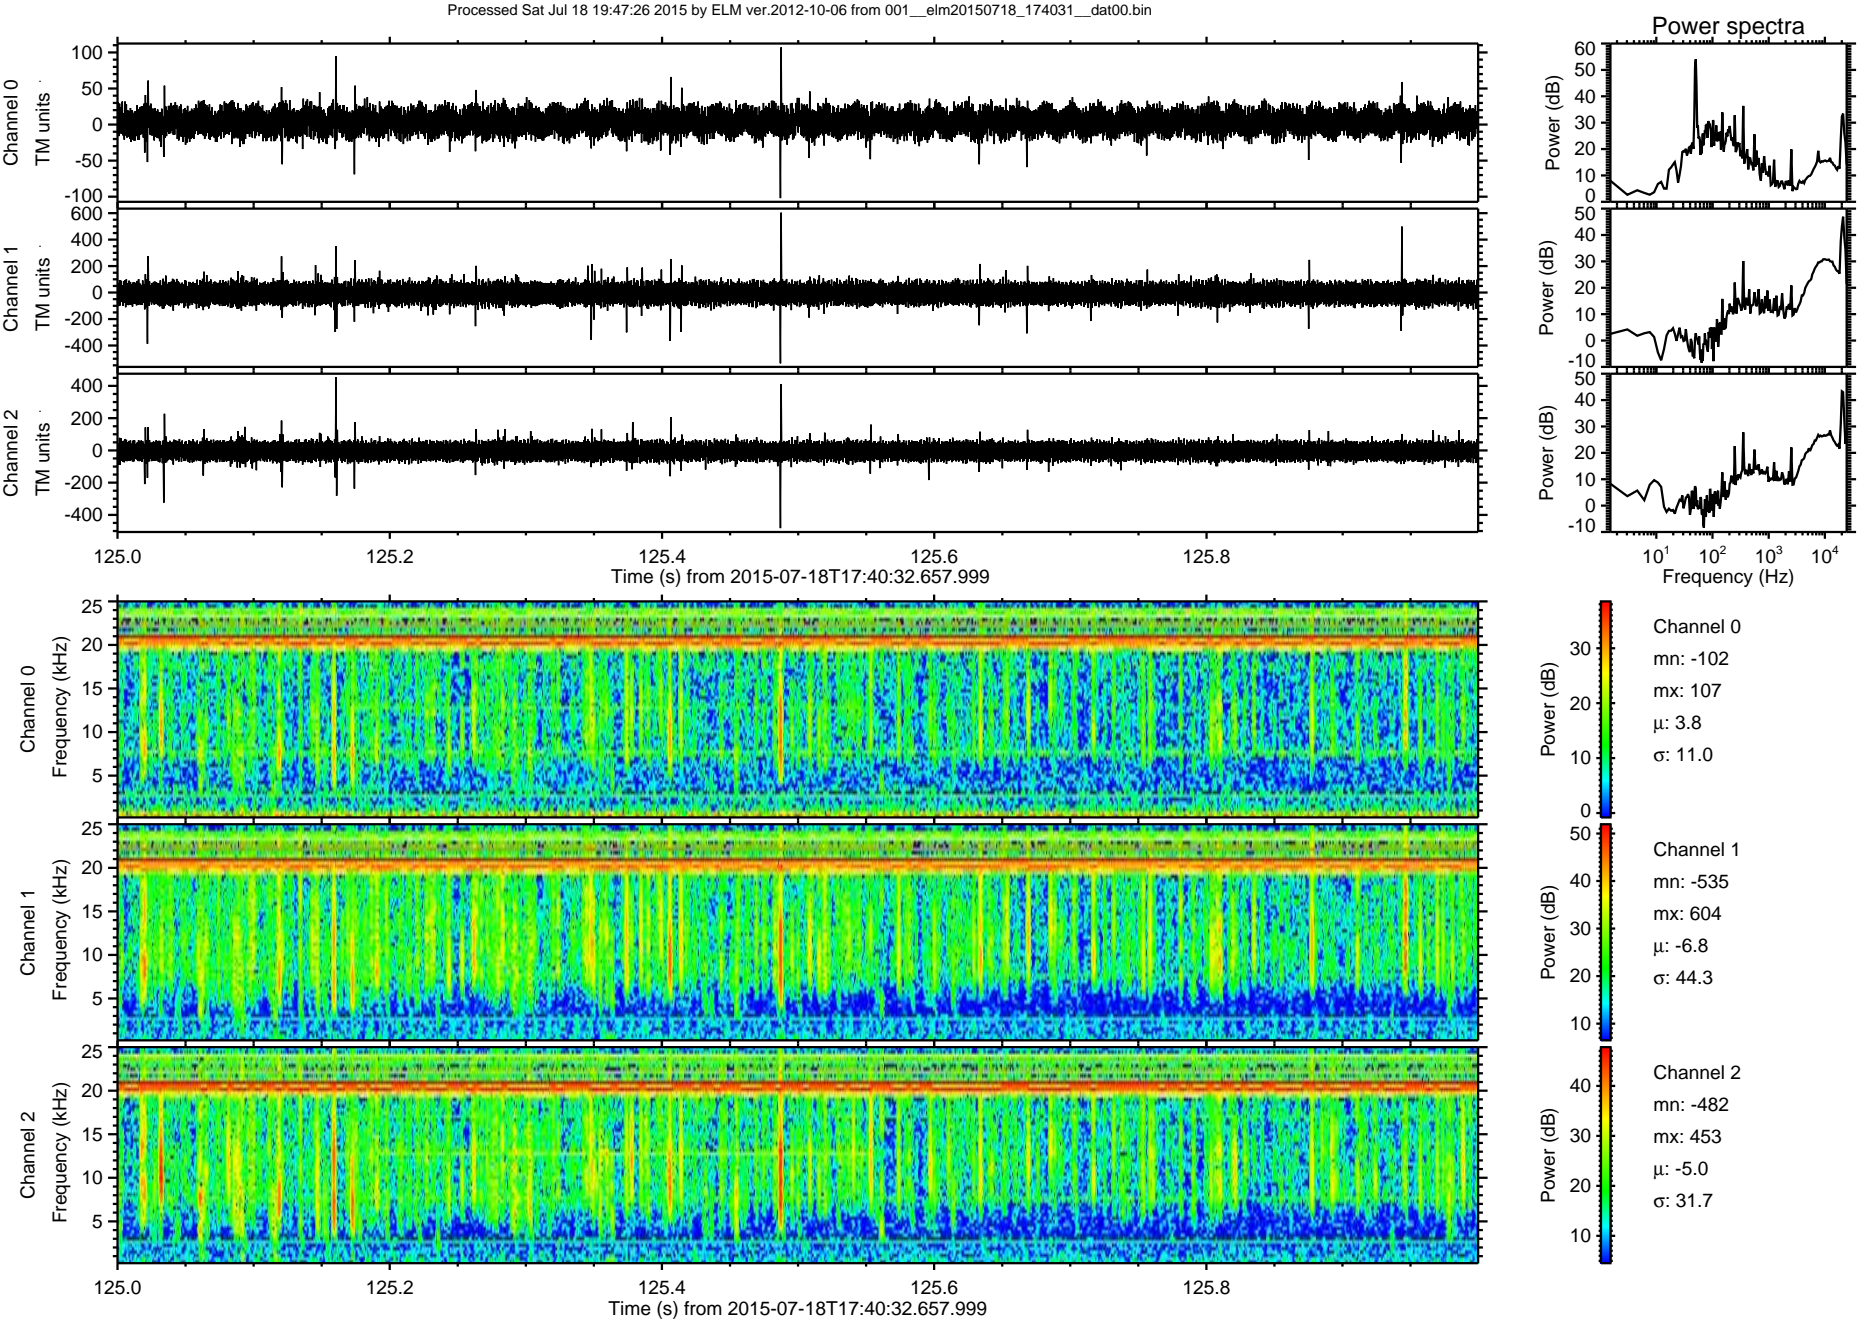 Processed Sat Jul 18 19:47:26 2015 by ELM ver.2012-10-06 from 001__elm20150718_174031__dat00.bin
Power spectra
Channel 0
TM units
100
50
0
-50
-100
Power (dB)
60
50
40
30
20
10
0
Channel 1
TM units
600
400
200
0
-200
-400
Power (dB)
50
40
30
20
10
0
-10
Channel 2
TM units
400
200
0
-200
-400
Power (dB)
50
40
30
20
10
0
-10
125.0 125.2 125.4 125.6 125.8
Time (s) from 2015-07-18T17:40:32.657.999
10^1 10^2 10^3 10^4
Frequency (Hz)
Channel 0
Frequency (kHz)
25
20
15
10
5
Power (dB)
30
20
10
0
Channel 0
mn: -102
mx: 107
μ: 3.8
σ: 11.0
Channel 1
Frequency (kHz)
25
20
15
10
5
Power (dB)
50
40
30
20
10
Channel 1
mn: -535
mx: 604
μ: -6.8
σ: 44.3
Channel 2
Frequency (kHz)
25
20
15
10
5
Power (dB)
40
30
20
10
Channel 2
mn: -482
mx: 453
μ: -5.0
σ: 31.7
125.0 125.2 125.4 125.6 125.8
Time (s) from 2015-07-18T17:40:32.657.999